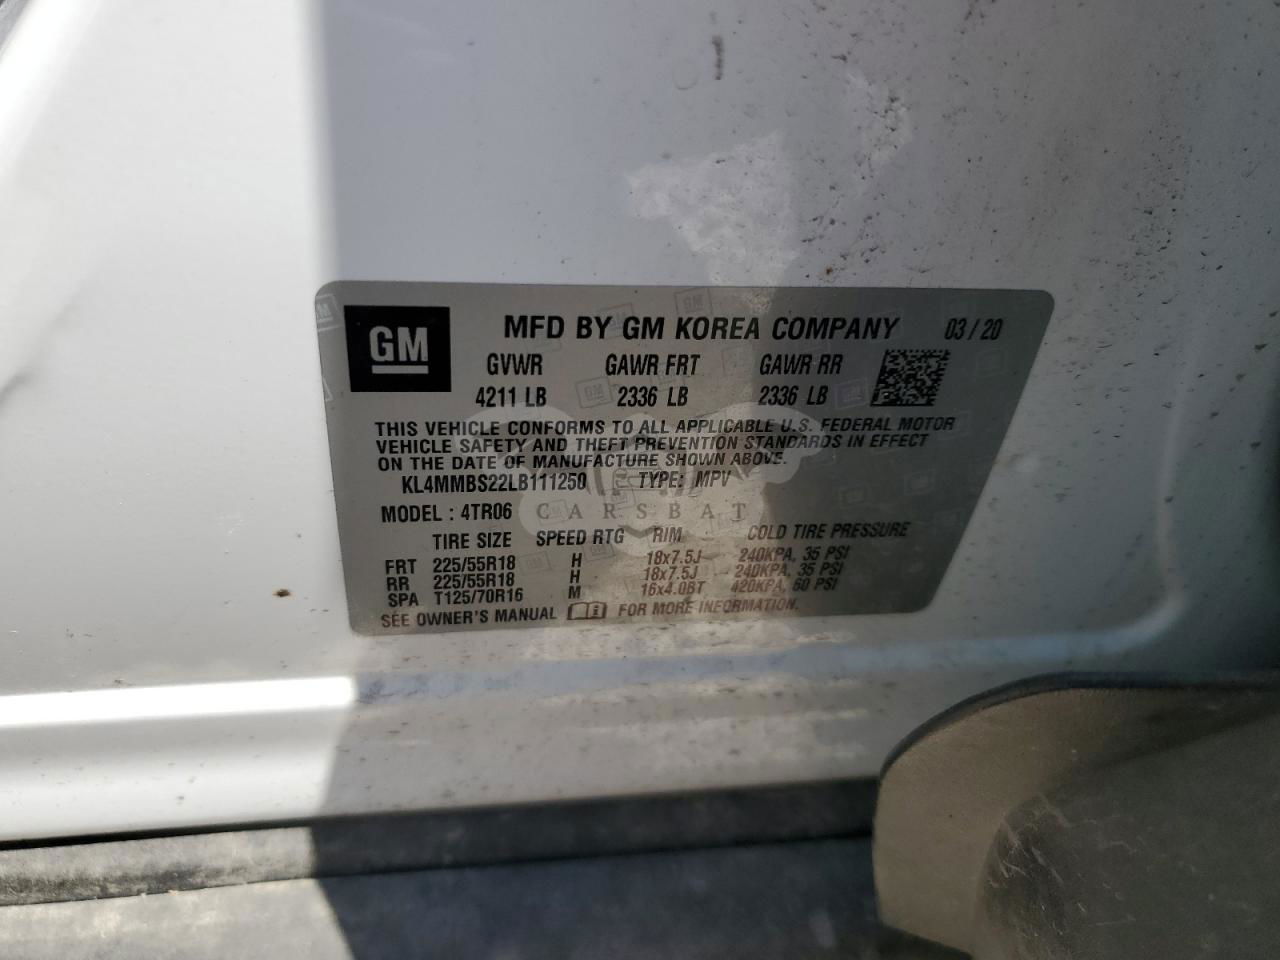 GM
MFD BY GM KOREA COMPANY 03/20
GVWR GAWR FRT GAWR RR
4211 LB 2336 LB 2336 LB
THIS VEHICLE CONFORMS TO ALL APPLICABLE U.S. FEDERAL MOTOR
VEHICLE SAFETY AND THEFT PREVENTION STANDARDS IN EFFECT
ON THE DATE OF MANUFACTURE SHOWN ABOVE.
KL4MMBS22LB111250 TYPE: MPV
MODEL : 4TR06
CARSBAT
TIRE SIZE SPEED RTG RIM COLD TIRE PRESSURE
FRT 225/55R18 H 18x7.5J 240KPA, 35 PSI
RR 225/55R18 H 18x7.5J 240KPA, 35 PSI
SPA T125/70R16 M 16x4.0BT 420KPA, 60 PSI
SEE OWNER'S MANUAL FOR MORE INFORMATION.